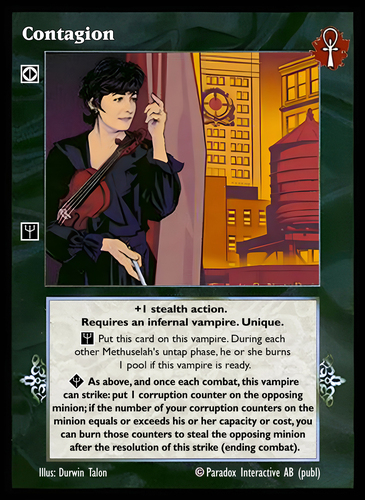 Contagion
+1 stealth action.
Requires an infernal vampire. Unique.
Put this card on this vampire. During each
other Methuselah's untap phase, he or she burns
1 pool if this vampire is ready.
As above, and once each combat, this vampire
can strike: put 1 corruption counter on the opposing
minion; if the number of your corruption counters on the
minion equals or exceeds his or her capacity or cost, you
can burn those counters to steal the opposing minion
after the resolution of this strike (ending combat).
Illus: Durwin Talon © Paradox Interactive AB (publ)